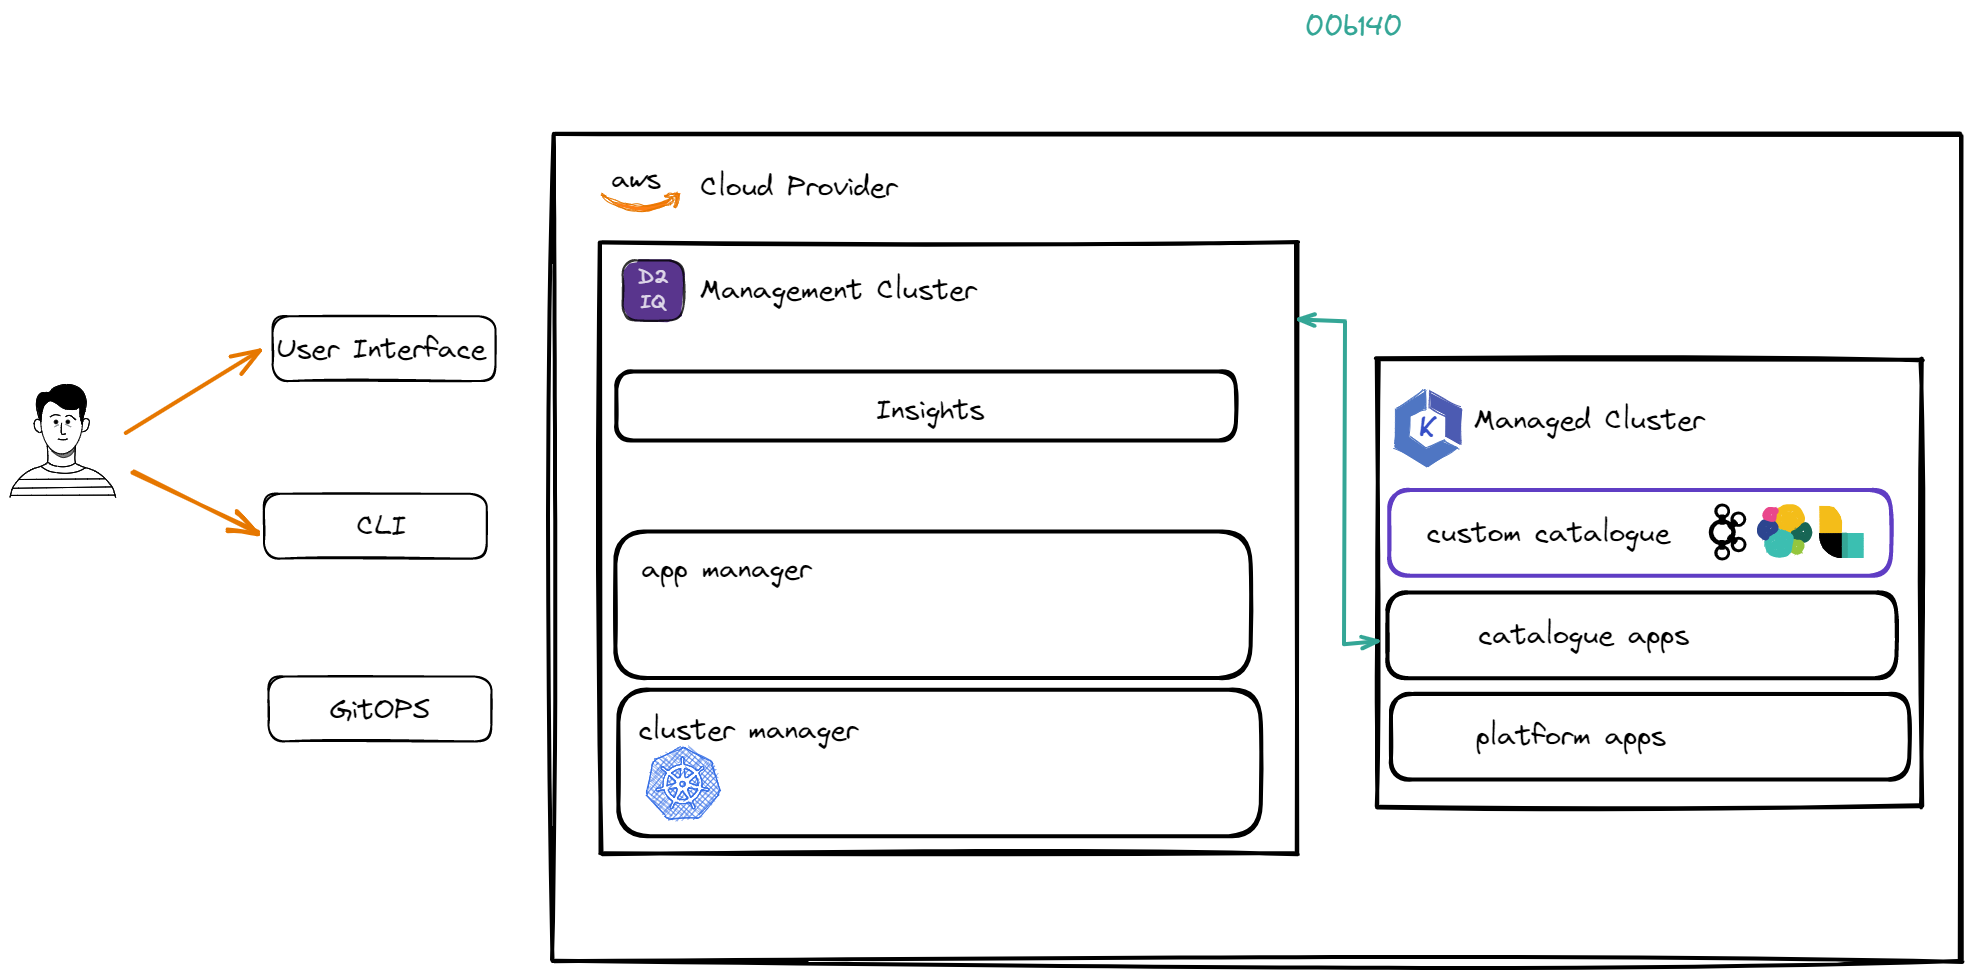 006140
aws
Cloud Provider
D2
IQ
Management Cluster
User Interface
Insights
K
Managed Cluster
CLI
custom catalogue
app manager
catalogue apps
GitOPS
cluster manager
platform apps